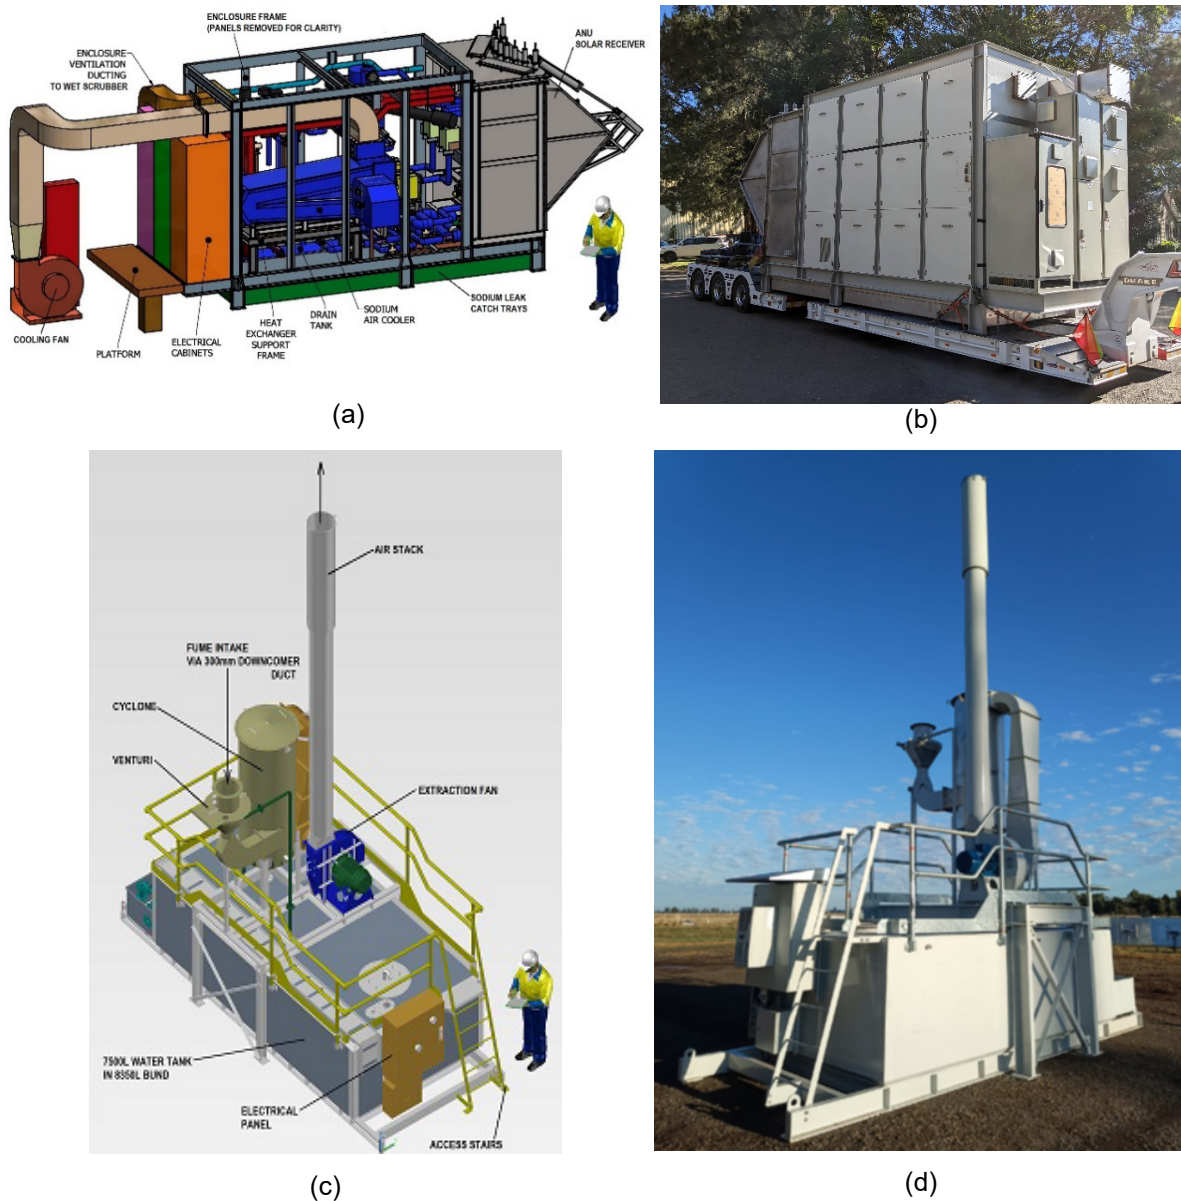 ENCLOSURE FRAME
(PANELS REMOVED FOR CLARITY)
ENCLOSURE
VENTILATION
DUCTING
TO WET SCRUBBER
ANU
SOLAR RECEIVER
COOLING FAN
PLATFORM
ELECTRICAL
CABINETS
HEAT
EXCHANGER
SUPPORT
FRAME
DRAIN
TANK
SODIUM
AIR COOLER
SODIUM LEAK
CATCH TRAYS
(a)
DRAKE
(b)
AIR STACK
FUME INTAKE
VIA 300mm DOWNCOMER
DUCT
CYCLONE
VENTURI
EXTRACTION FAN
7500L WATER TANK
IN 8350L BUND
ELECTRICAL
PANEL
ACCESS STAIRS
(c)
(d)